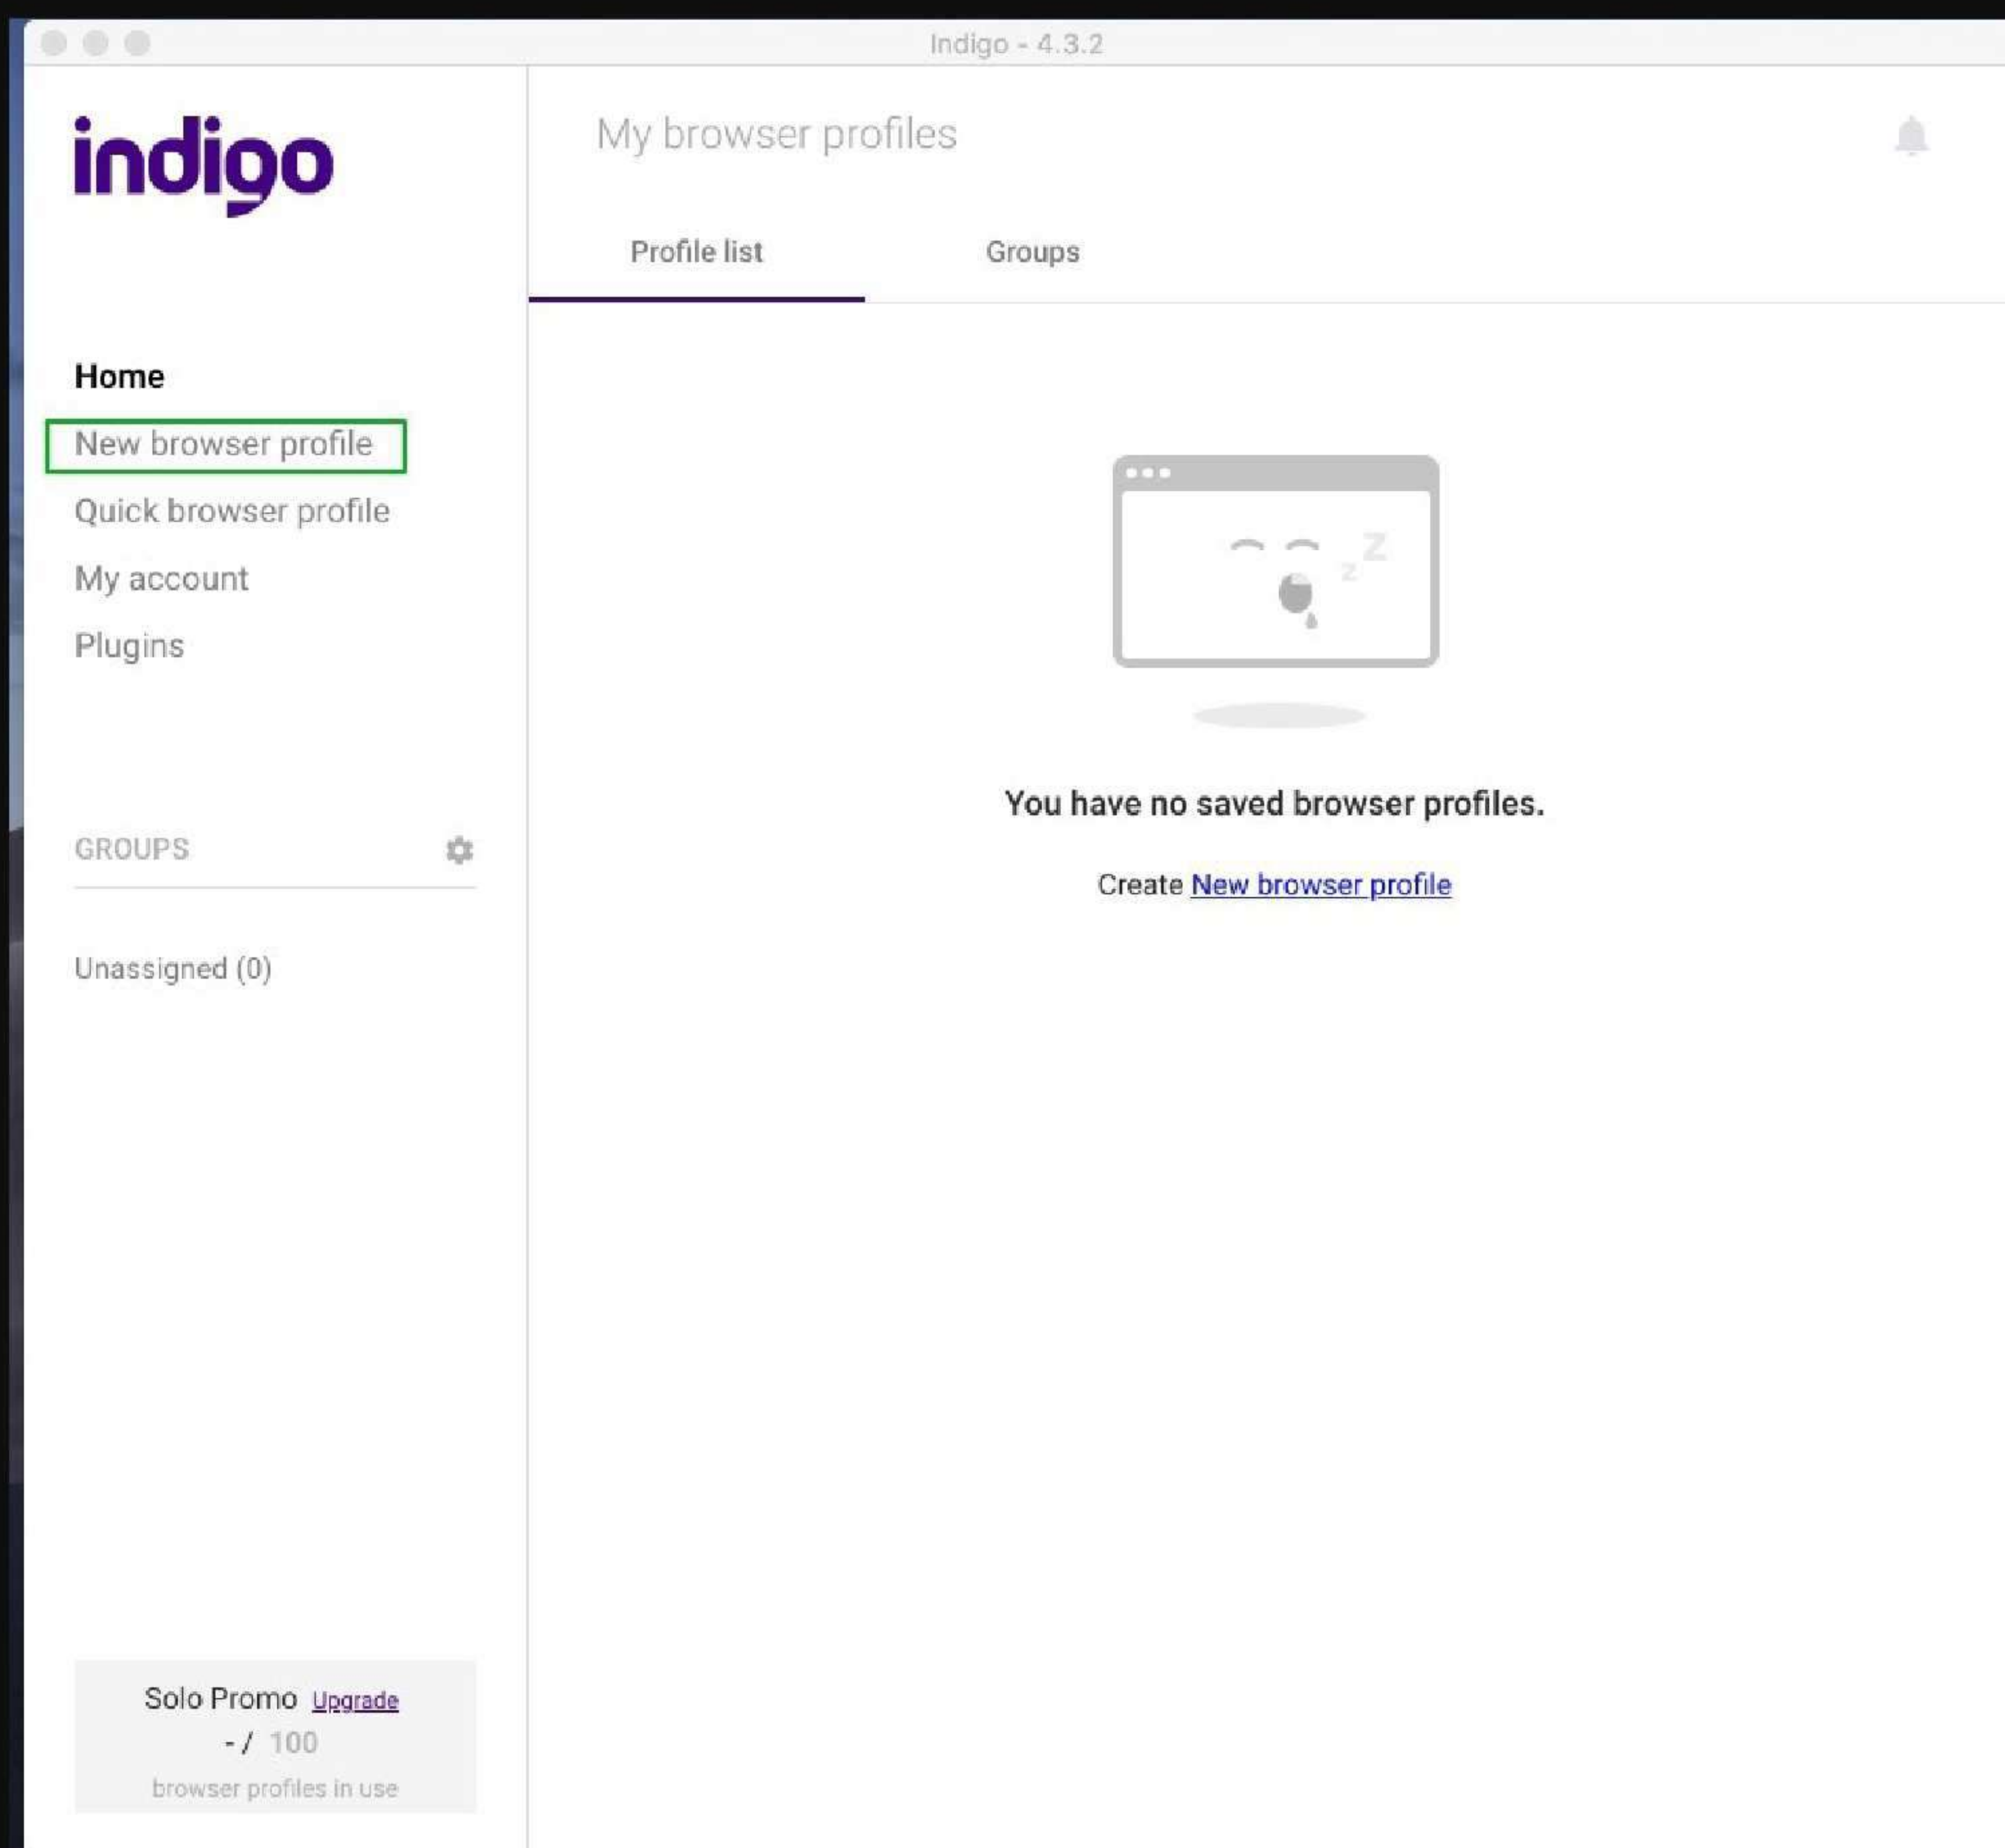 Indigo - 4.3.2
indigo
My browser profiles
Profile list
Groups
Home
New browser profile
Quick browser profile
My account
Plugins
z Z
You have no saved browser profiles.
GROUPS
Create New browser profile
Unassigned (0)
Solo Promo Upgrade
- / 100
browser profiles in use